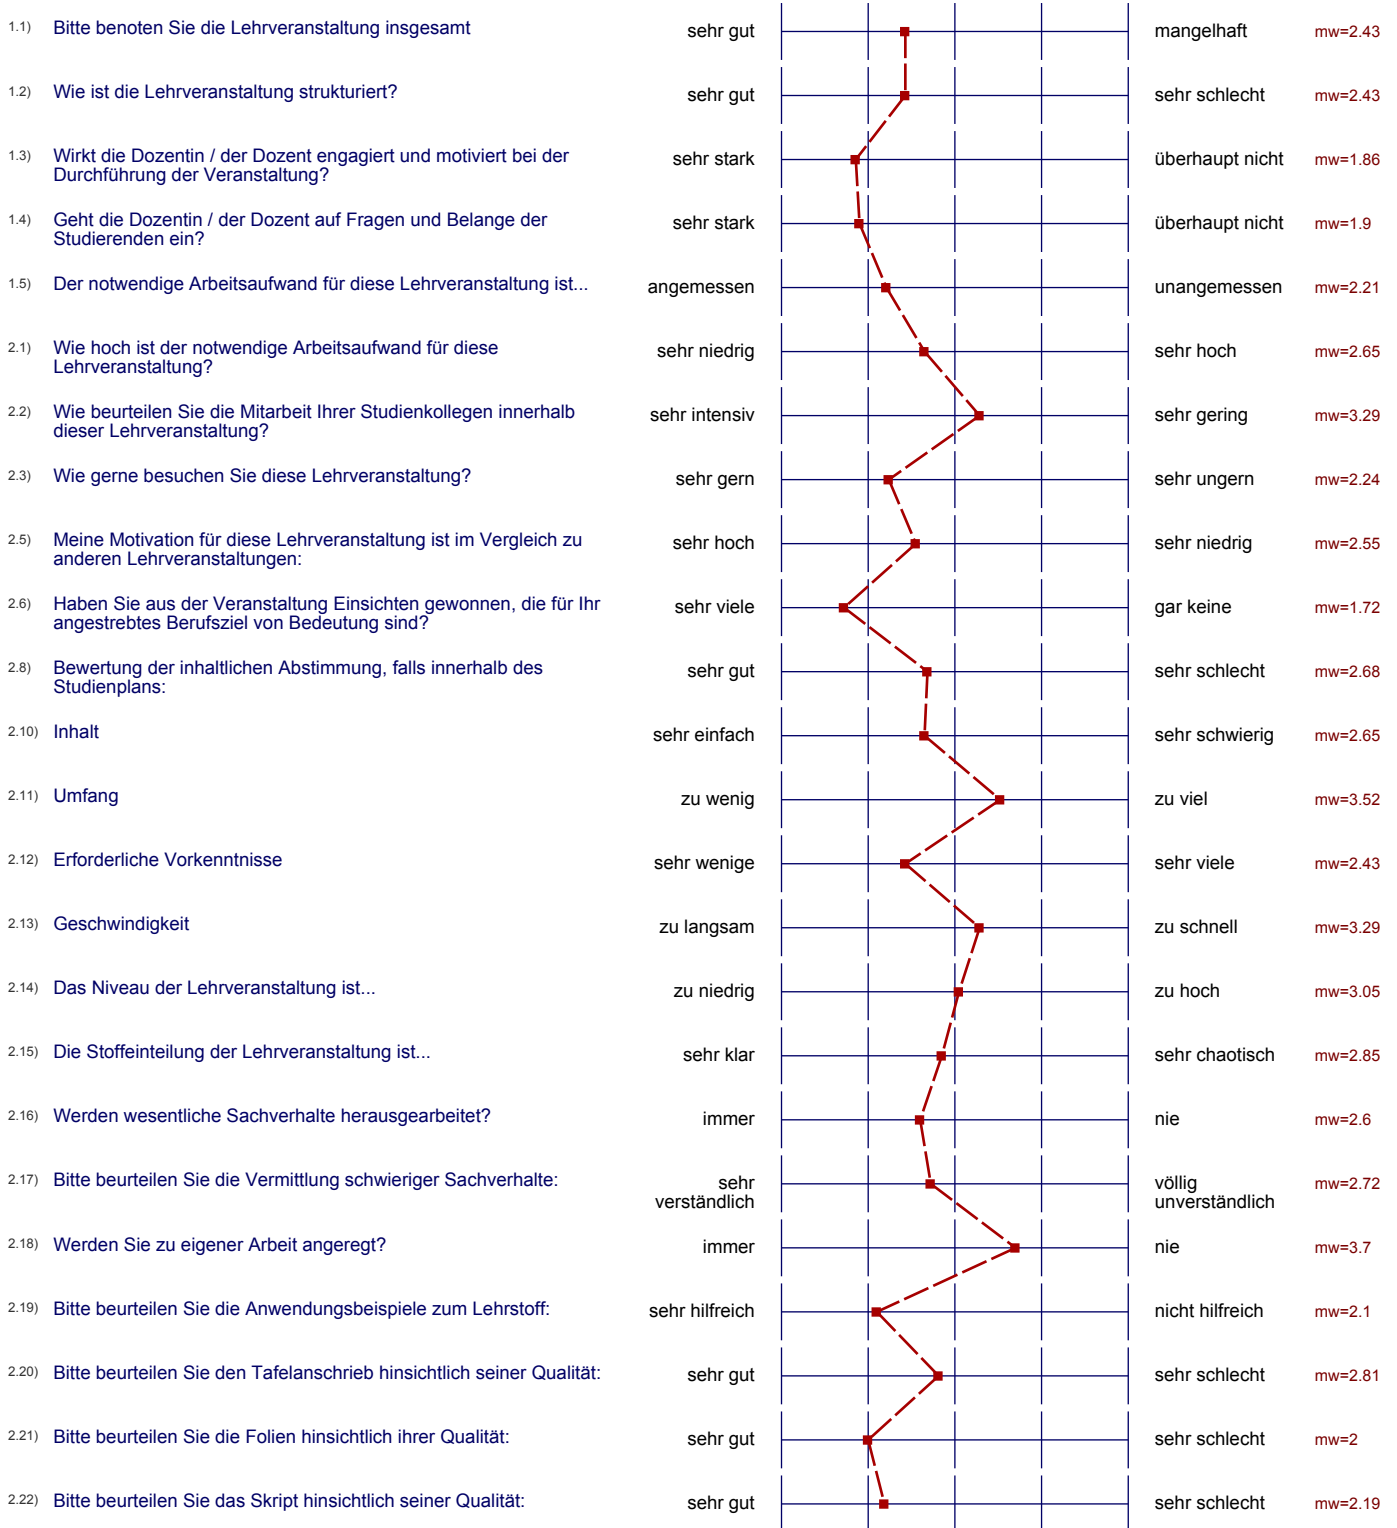 1.1) Bitte benoten Sie die Lehrveranstaltung insgesamt sehr gut mangelhaft mw=2.43
1.2) Wie ist die Lehrveranstaltung strukturiert? sehr gut sehr schlecht mw=2.43
1.3) Wirkt die Dozentin / der Dozent engagiert und motiviert bei der sehr stark überhaupt nicht mw=1.86
Durchführung der Veranstaltung?
1.4) Geht die Dozentin / der Dozent auf Fragen und Belange der sehr stark überhaupt nicht mw=1.9
Studierenden ein?
1.5) Der notwendige Arbeitsaufwand für diese Lehrveranstaltung ist... angemessen unangemessen mw=2.21
2.1) Wie hoch ist der notwendige Arbeitsaufwand für diese sehr niedrig sehr hoch mw=2.65
Lehrveranstaltung?
2.2) Wie beurteilen Sie die Mitarbeit Ihrer Studienkollegen innerhalb sehr intensiv sehr gering mw=3.29
dieser Lehrveranstaltung?
2.3) Wie gerne besuchen Sie diese Lehrveranstaltung? sehr gern sehr ungern mw=2.24
2.5) Meine Motivation für diese Lehrveranstaltung ist im Vergleich zu sehr hoch sehr niedrig mw=2.55
anderen Lehrveranstaltungen:
2.6) Haben Sie aus der Veranstaltung Einsichten gewonnen, die für Ihr sehr viele gar keine mw=1.72
angestrebtes Berufsziel von Bedeutung sind?
2.8) Bewertung der inhaltlichen Abstimmung, falls innerhalb des sehr gut sehr schlecht mw=2.68
Studienplans:
2.10) Inhalt sehr einfach sehr schwierig mw=2.65
2.11) Umfang zu wenig zu viel mw=3.52
2.12) Erforderliche Vorkenntnisse sehr wenige sehr viele mw=2.43
2.13) Geschwindigkeit zu langsam zu schnell mw=3.29
2.14) Das Niveau der Lehrveranstaltung ist... zu niedrig zu hoch mw=3.05
2.15) Die Stoffeinteilung der Lehrveranstaltung ist... sehr klar sehr chaotisch mw=2.85
2.16) Werden wesentliche Sachverhalte herausgearbeitet? immer nie mw=2.6
2.17) Bitte beurteilen Sie die Vermittlung schwieriger Sachverhalte: sehr völlig mw=2.72
verständlich unverständlich
2.18) Werden Sie zu eigener Arbeit angeregt? immer nie mw=3.7
2.19) Bitte beurteilen Sie die Anwendungsbeispiele zum Lehrstoff: sehr hilfreich nicht hilfreich mw=2.1
2.20) Bitte beurteilen Sie den Tafelanschrieb hinsichtlich seiner Qualität: sehr gut sehr schlecht mw=2.81
2.21) Bitte beurteilen Sie die Folien hinsichtlich ihrer Qualität: sehr gut sehr schlecht mw=2
2.22) Bitte beurteilen Sie das Skript hinsichtlich seiner Qualität: sehr gut sehr schlecht mw=2.19